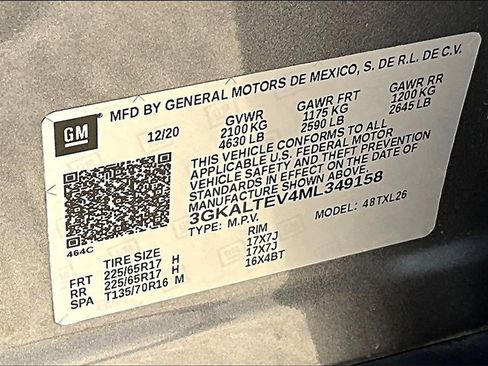 MFD BY GENERAL MOTORS DE MEXICO, S. DE R.L. DE C.V.
GM
12/20 GVWR GAWR FRT GAWR RR
2100 KG 1175 KG 1200 KG
4630 LB 2590 LB 2645 LB
THIS VEHICLE CONFORMS TO ALL
APPLICABLE U.S. FEDERAL MOTOR
VEHICLE SAFETY AND THEFT PREVENTION
STANDARDS IN EFFECT ON THE DATE OF
MANUFACTURE SHOWN ABOVE.
3GKALTEV4ML349158
TYPE: M.P.V. MODEL: 48TXL26
464C
TIRE SIZE RIM
FRT 225/65R17 H 17X7J
RR 225/65R17 H 17X7J
SPA T135/70R16 M 16X4BT